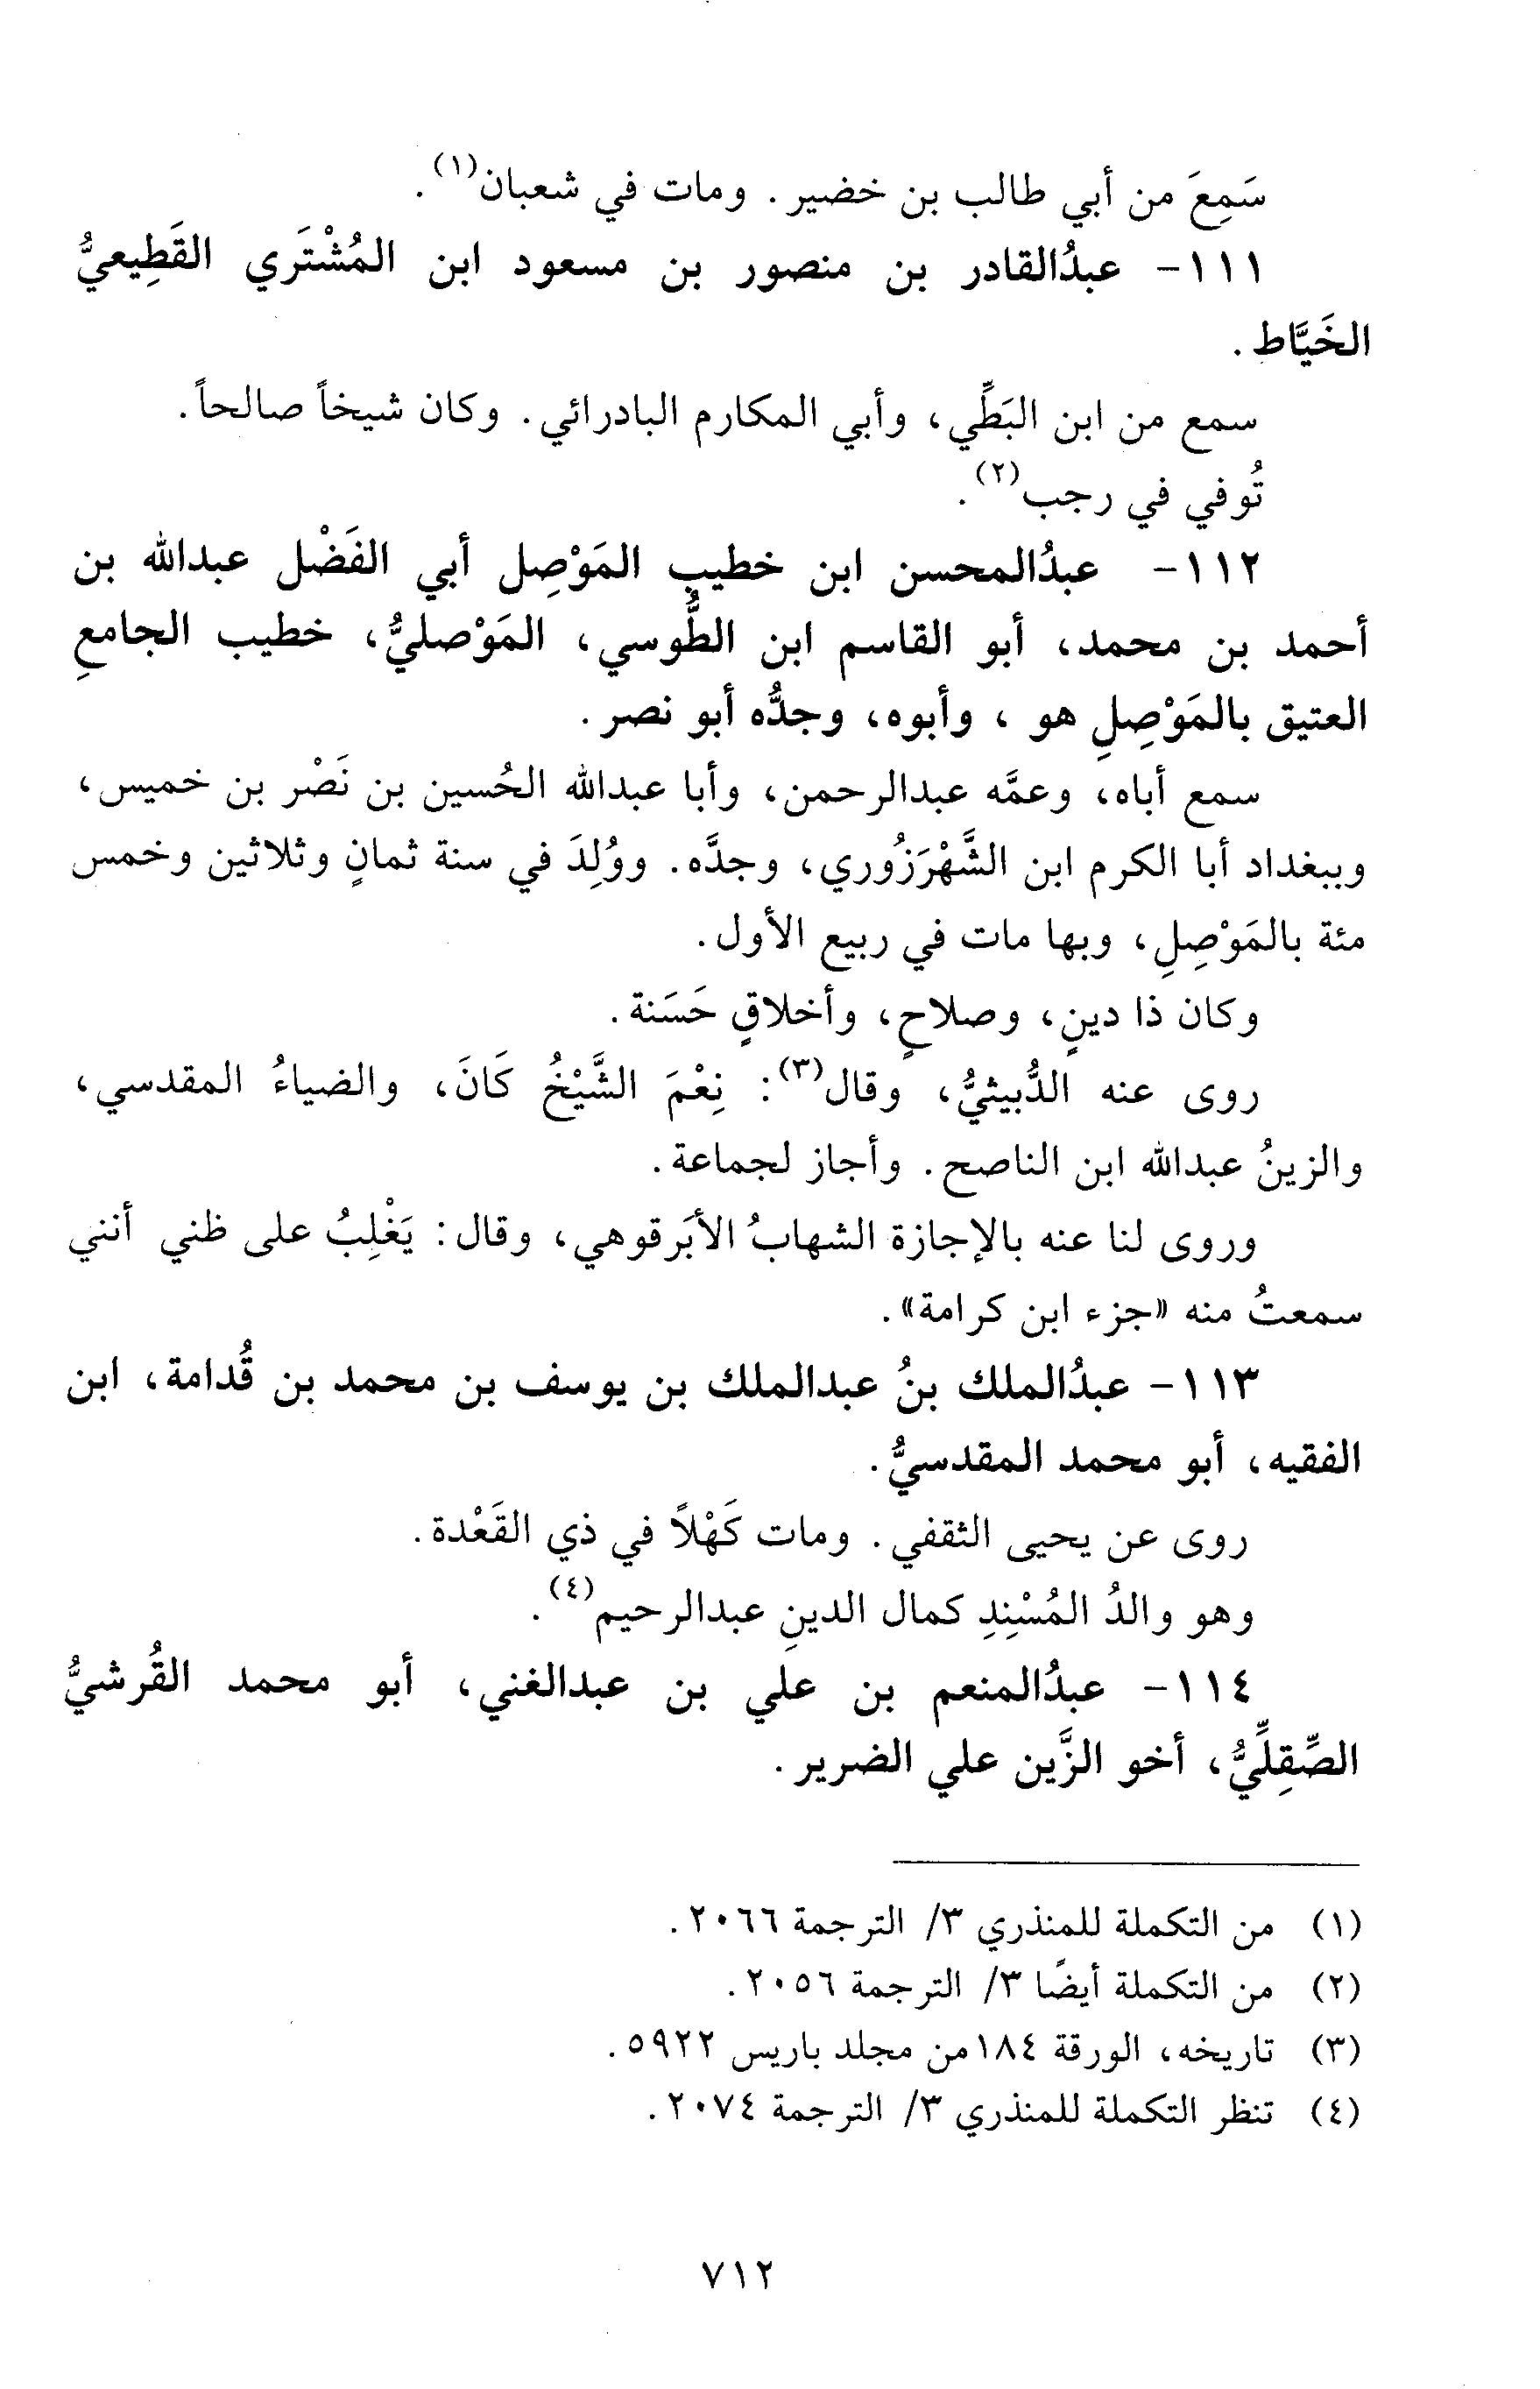 سَمِعَ من أبي طالب بن خضير. ومات في شعبان(١).
١١١- عبدُالقادر بن منصور بن مسعود ابن المُشْتَري القَطِيعيُّ
الخَيَّاط.
سمع من ابن البَطِّي، وأبي المكارم البادرائي. وكان شيخاً صالحاً.
تُوفي في رجب(٢).
١١٢- عبدُالمحسن ابن خطيب المَوْصِل أبي الفَضْل عبدالله بن
أحمد بن محمد، أبو القاسم ابن الطُّوسي، المَوْصليُّ، خطيب الجامعِ
العتيق بالمَوْصِلِ هو ، وأبوه، وجدُّه أبو نصر.
سمع أباه، وعمَّه عبدالرحمن، وأبا عبدالله الحُسين بن نَصْر بن خميس،
وببغداد أبا الكرم ابن الشَّهْرَزُوري، وجدَّه. ووُلِدَ في سنة ثمانٍ وثلاثين وخمس
مئة بالمَوْصِلِ، وبها مات في ربيع الأول.
وكان ذا دينٍ، وصلاحٍ، وأخلاقٍ حَسَنة.
روى عنه الدُّبيثيُّ، وقال(٣): نِعْمَ الشَّيْخُ كَانَ، والضياءُ المقدسي،
والزينُ عبدالله ابن الناصح. وأجاز لجماعة.
وروى لنا عنه بالإجازة الشهابُ الأبَرقوهي، وقال: يَغْلِبُ على ظني أنني
سمعتُ منه «جزء ابن كرامة».
١١٣- عبدُالملك بنُ عبدالملك بن يوسف بن محمد بن قُدامة، ابن
الفقيه، أبو محمد المقدسيُّ.
روى عن يحيى الثقفي. ومات كَهْلاً في ذي القَعْدة.
وهو والدُ المُسْنِدِ كمال الدينِ عبدالرحيم(٤).
١١٤- عبدُالمنعم بن علي بن عبدالغني، أبو محمد القُرشيُّ
الصِّقِلِّيُّ، أخو الزَّين علي الضرير.
(١) من التكملة للمنذري ٣/ الترجمة ٢٠٦٦.
(٢) من التكملة أيضًا ٣/ الترجمة ٢٠٥٦.
(٣) تاريخه، الورقة ١٨٤من مجلد باريس ٥٩٢٢.
(٤) تنظر التكملة للمنذري ٣/ الترجمة ٢٠٧٤.
٧١٢